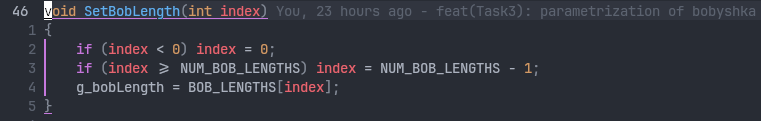 46 void SetBobLength(int index) You, 23 hours ago - feat(Task3): parametrization of bobyshka
1 {
2 if (index < 0) index = 0;
3 if (index >= NUM_BOB_LENGTHS) index = NUM_BOB_LENGTHS - 1;
4 g_bobLength = BOB_LENGTHS[index];
5 }